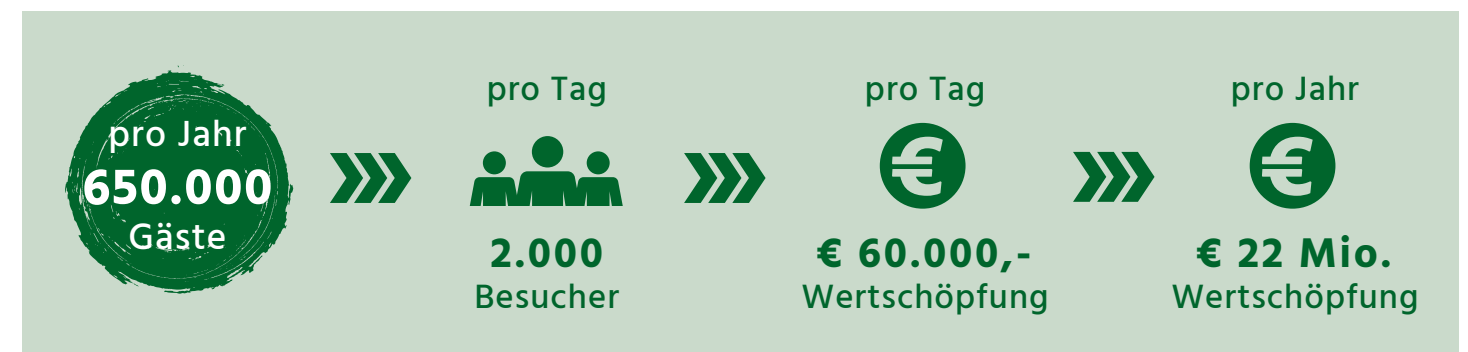 pro Jahr
650.000
Gäste
pro Tag
2.000
Besucher
pro Tag
€
€ 60.000,-
Wertschöpfung
pro Jahr
€
€ 22 Mio.
Wertschöpfung